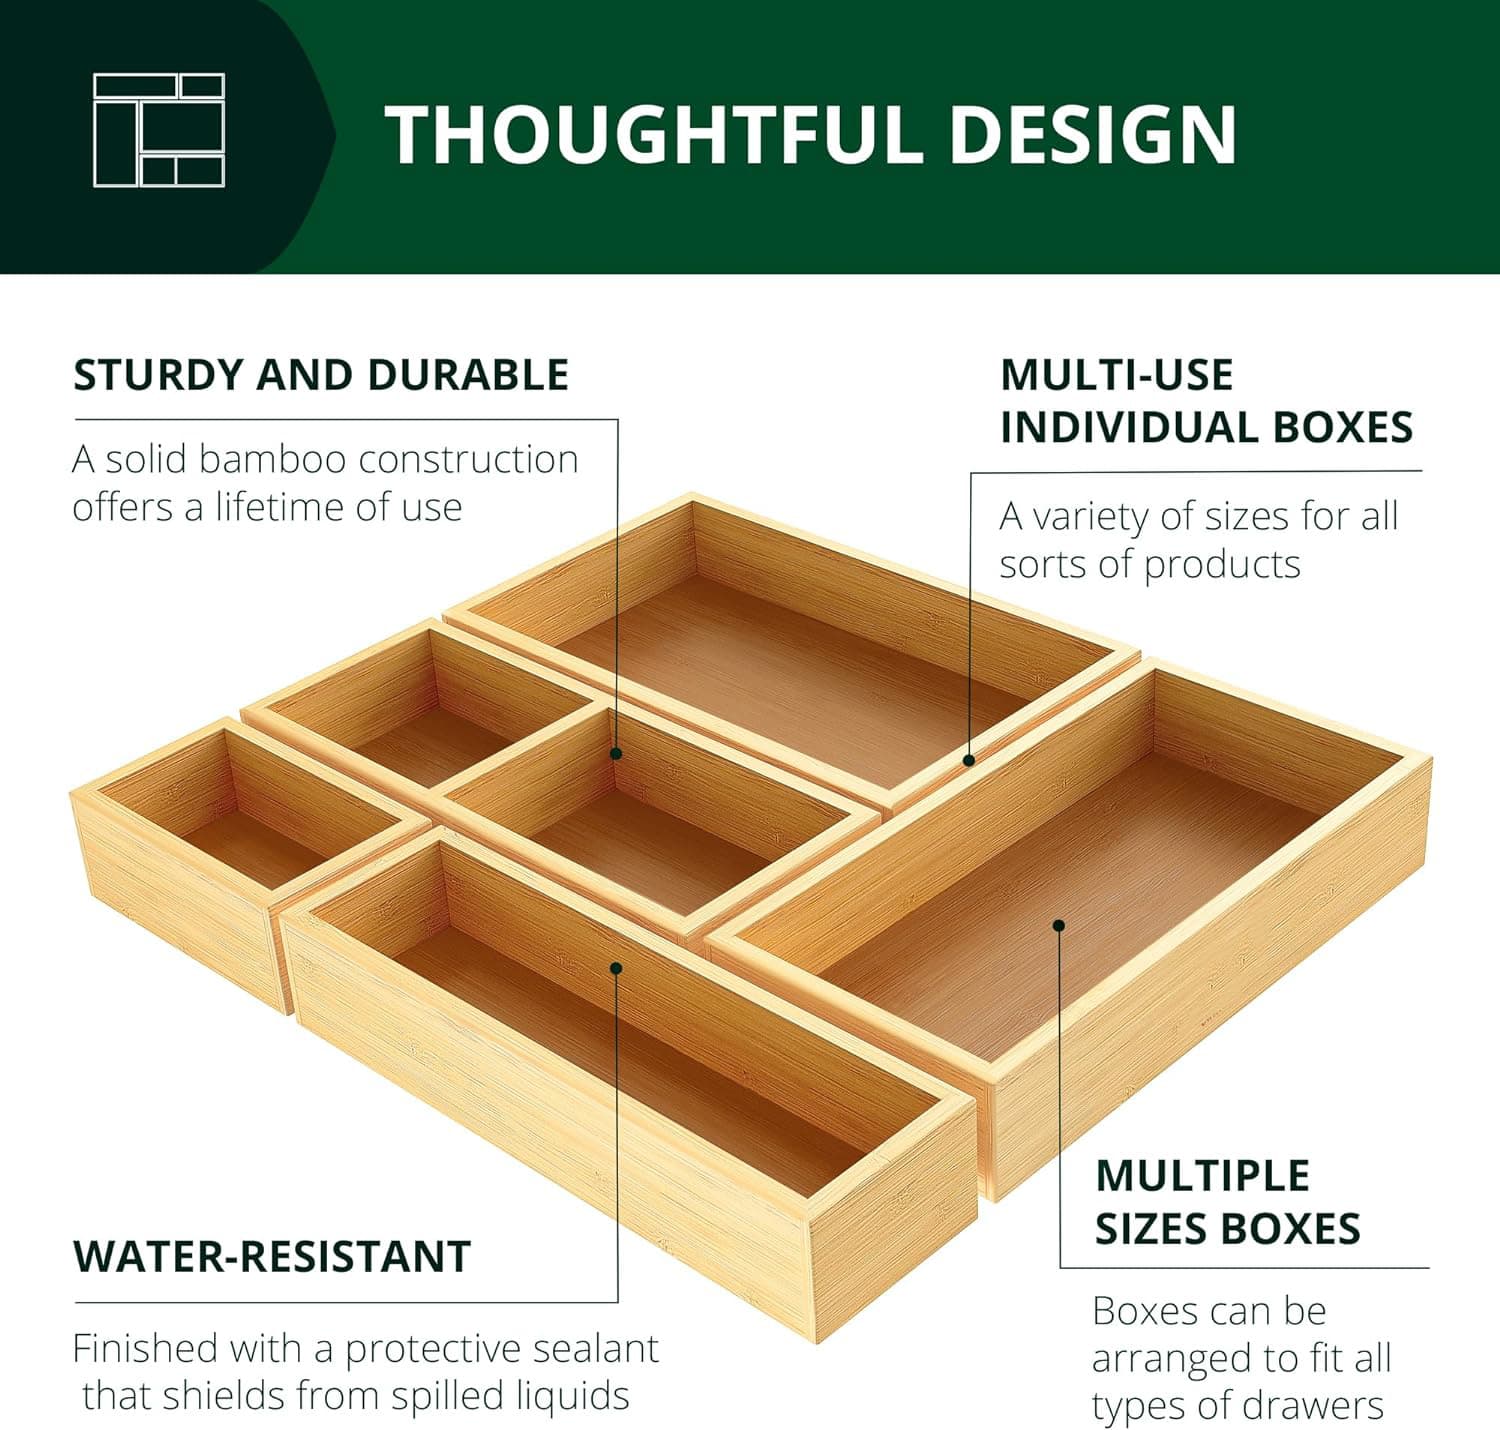 THOUGHTFUL DESIGN
STURDY AND DURABLE
A solid bamboo construction
offers a lifetime of use
MULTI-USE
INDIVIDUAL BOXES
A variety of sizes for all
sorts of products
WATER-RESISTANT
Finished with a protective sealant
that shields from spilled liquids
MULTIPLE
SIZES BOXES
Boxes can be
arranged to fit all
types of drawers